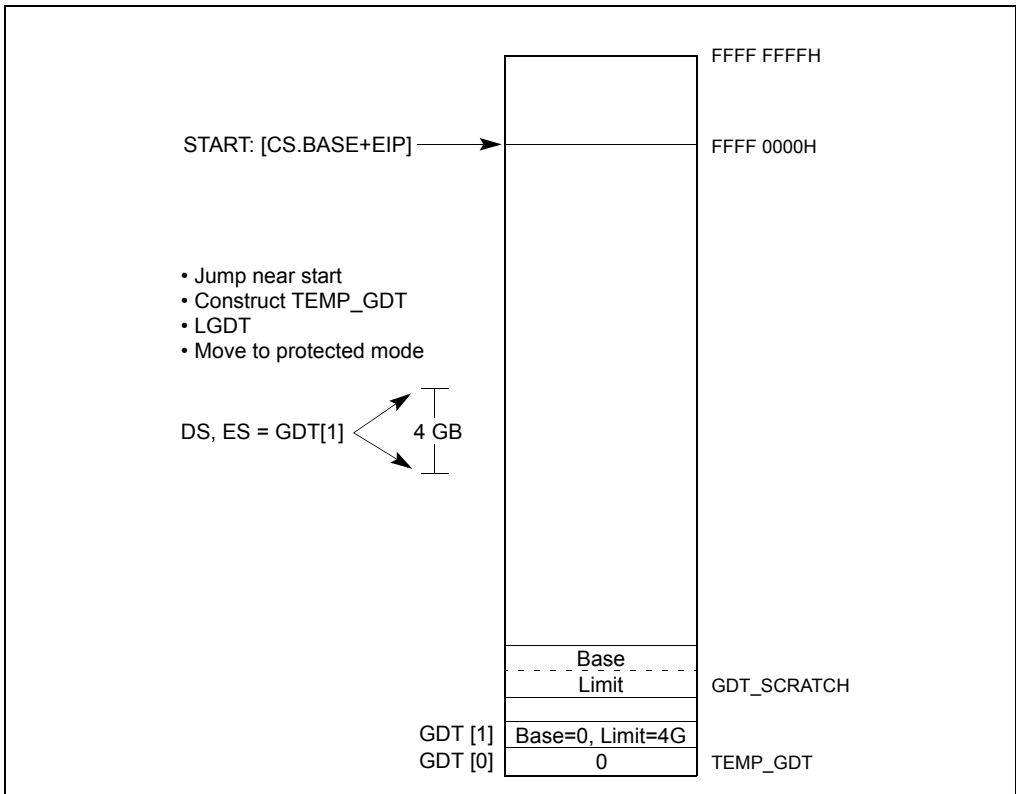 FFFF FFFFH
START: [CS.BASE+EIP]
FFFF 0000H
• Jump near start
• Construct TEMP_GDT
• LGDT
• Move to protected mode
DS, ES = GDT[1]
4 GB
Base
Limit
GDT_SCRATCH
GDT [1]
Base=0, Limit=4G
GDT [0]
0
TEMP_GDT